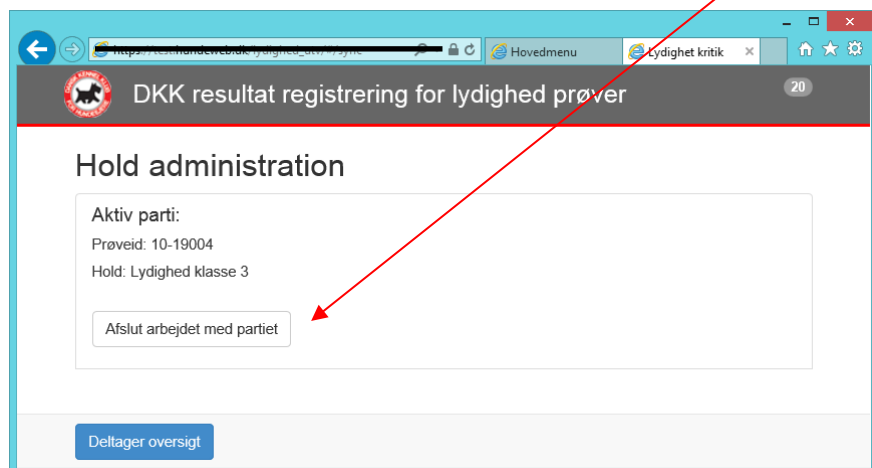 Hovedmenu
Lydighet kritik
DKK resultat registrering for lydighed prøver
20
Hold administration
Aktiv parti:
Prøveid: 10-19004
Hold: Lydighed klasse 3
Afslut arbejdet med partiet
Deltager oversigt